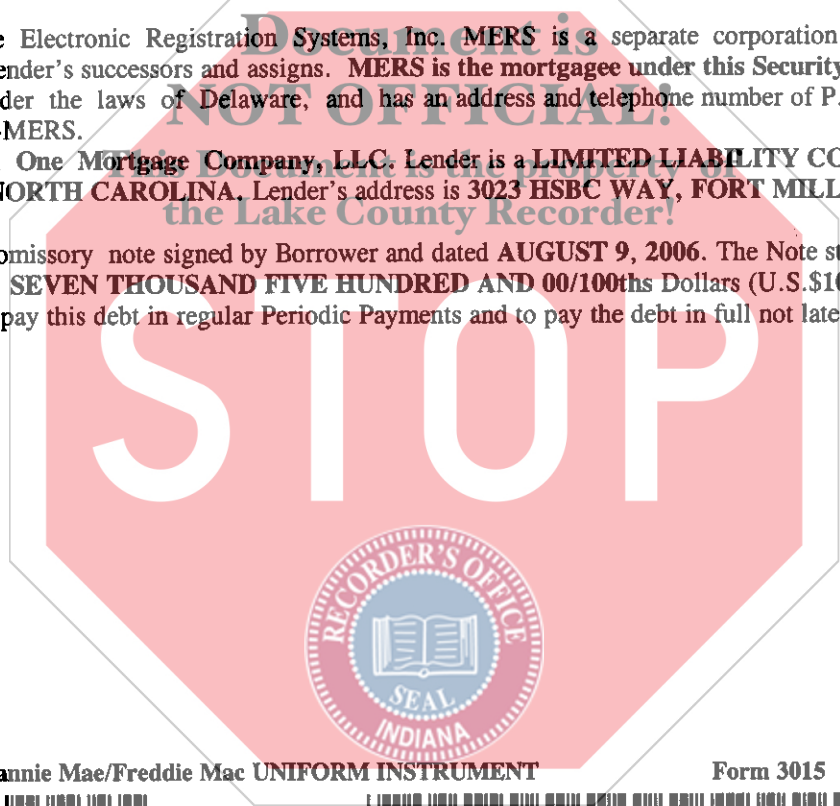 Document is
e Electronic Registration Systems, Inc. MERS is a separate corporation
ender's successors and assigns. MERS is the mortgagee under this Security
NOT OFFICIAL!
der the laws of Delaware, and has an address and telephone number of P.
-MERS.
This Document is the property of
One Mortgage Company, LLC. Lender is a LIMITED LIABILITY CO
NORTH CAROLINA. Lender's address is 3023 HSBC WAY, FORT MILL
the Lake County Recorder!
omissory note signed by Borrower and dated AUGUST 9, 2006. The Note st
SEVEN THOUSAND FIVE HUNDRED AND 00/100ths Dollars (U.S.$10
pay this debt in regular Periodic Payments and to pay the debt in full not late
STOP
RECORDER'S OFFICE
SEAL
INDIANA
annie Mae/Freddie Mac UNIFORM INSTRUMENT Form 3015